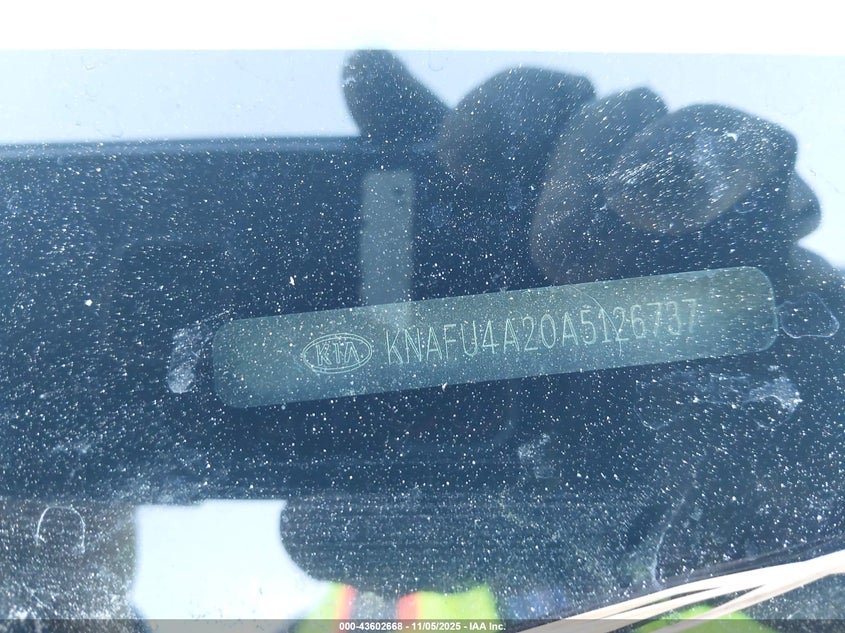 KIA KNAFU4A20A5126737
000-43602668 - 11/05/2025 - IAA Inc.